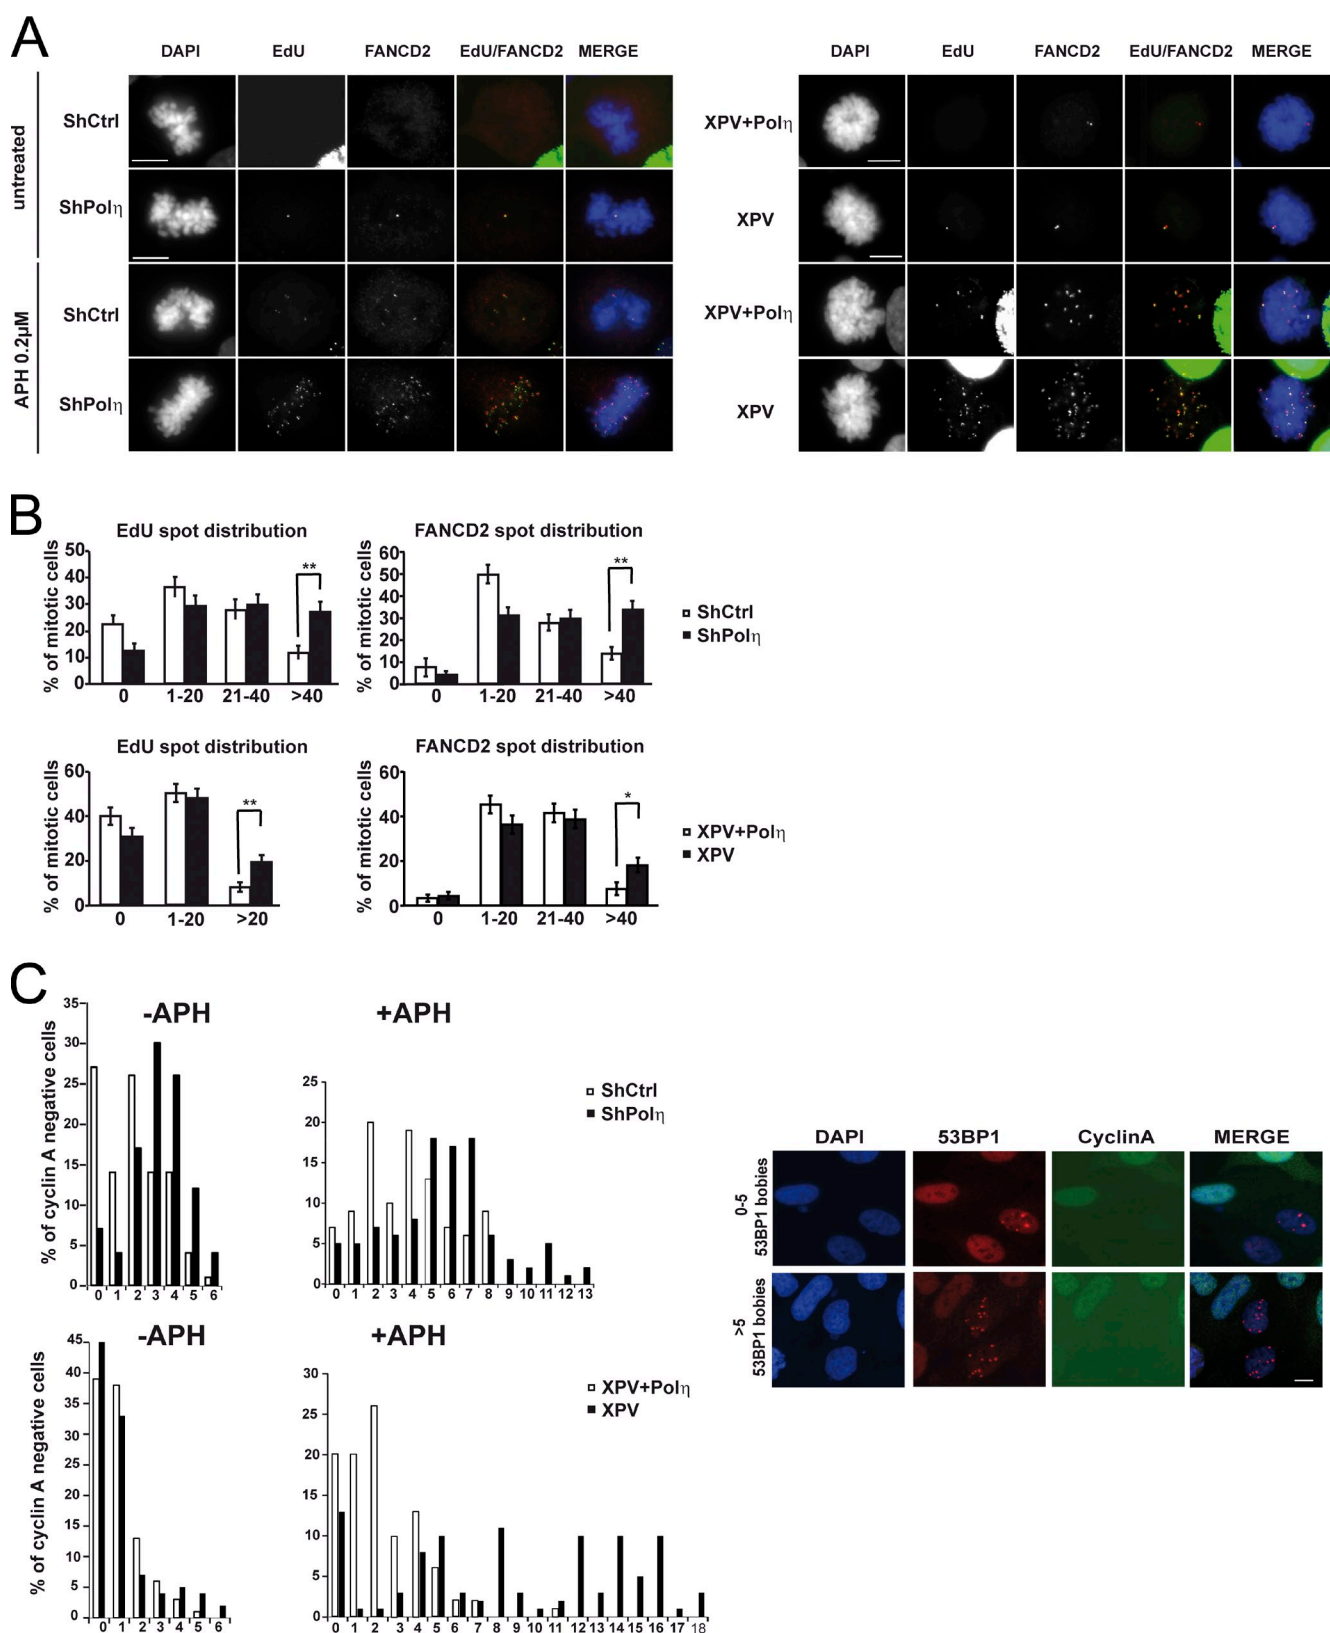 A
DAPI EdU FANCD2 EdU/FANCD2 MERGE
DAPI EdU FANCD2 EdU/FANCD2 MERGE
untreated
APH 0.2µM
ShCtrl
ShPolη
ShCtrl
ShPolη
XPV+Polη
XPV
XPV+Polη
XPV
B
EdU spot distribution
% of mitotic cells
50
40
30
20
10
0
0 1-20 21-40 >40
**
FANCD2 spot distribution
% of mitotic cells
60
50
40
30
20
10
0
0 1-20 21-40 >40
**
ShCtrl
ShPolη
EdU spot distribution
% of mitotic cells
60
40
20
0
0 1-20 >20
**
FANCD2 spot distribution
% of mitotic cells
60
40
20
0
0 1-20 21-40 >40
*
XPV+Polη
XPV
C
-APH
% of cyclin A negative cells
35
30
25
20
15
10
5
0
0 1 2 3 4 5 6
+APH
25
20
15
10
5
0
0 1 2 3 4 5 6 7 8 9 10 11 12 13
ShCtrl
ShPolη
-APH
% of cyclin A negative cells
45
40
35
30
25
20
15
10
5
0
0 1 2 3 4 5 6
+APH
30
25
20
15
10
5
0
0 1 2 3 4 5 6 7 8 9 10 11 12 13 14 15 16 17 18
XPV+Polη
XPV
DAPI 53BP1 CyclinA MERGE
0-5
53BP1 bobies
>5
53BP1 bobies